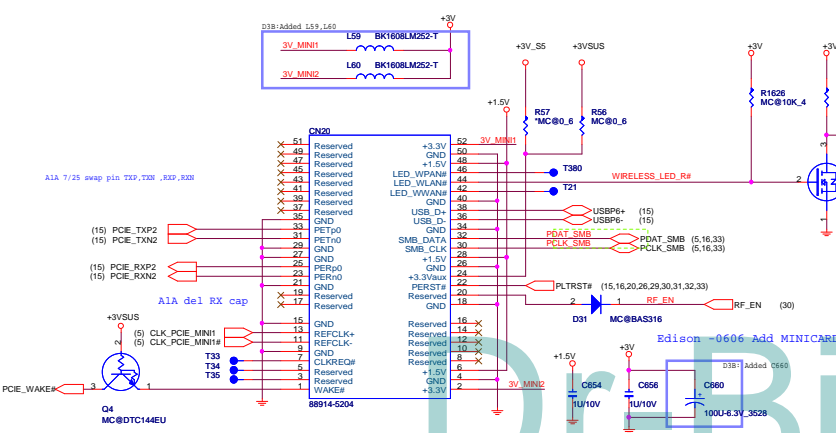 D3B:Added L59,L60
+3V
L59 BK1608LM252-T
3V_MINI1
L60 BK1608LM252-T
3V_MINI2
+3V_S5 +3VSUS +3V +3V
+1.5V
R57
*MC@0_6
R56
MC@0_6
R1626
MC@10K_4
A1A 7/25 swap pin TXP,TXN ,RXP,RXN
CN20
51 Reserved +3.3V 52 3V_MINI1
49 Reserved GND 50
47 Reserved +1.5V 48
45 Reserved LED_WPAN# 46 T380
43 Reserved LED_WLAN# 44 WIRELESS_LED_R# 2
41 Reserved LED_WWAN# 42 T21
39 Reserved GND 40
37 Reserved USB_D+ 38 USBP6+ (15)
35 GND USB_D- 36 USBP6- (15)
(15) PCIE_TXP2 33 PETp0 GND 34
(15) PCIE_TXN2 31 PETn0 SMB_DATA 32 PDAT_SMB PDAT_SMB (5,16,33)
29 GND SMB_CLK 30 PCLK_SMB PCLK_SMB (5,16,33)
27 GND +1.5V 28
(15) PCIE_RXP2 25 PERp0 GND 26
(15) PCIE_RXN2 23 PERn0 +3.3Vaux 24
21 GND PERST# 22 PLTRST# (15,16,20,26,29,30,31,32,33)
19 Reserved Reserved 20
17 Reserved GND 18
A1A del RX cap
2 1 RF_EN RF_EN (30)
D31 MC@BAS316
3
1
+3VSUS
15 GND Reserved 16
(5) CLK_PCIE_MINI1 13 REFCLK+ Reserved 14
(5) CLK_PCIE_MINI1# 11 REFCLK- Reserved 12
9 GND Reserved 10
T33 7 CLKREQ# Reserved 8
T34 5 Reserved +1.5V 6
T35 3 Reserved GND 4
PCIE_WAKE# 3 1 1 WAKE# +3.3V 2 3V_MINI2
2
Q4
MC@DTC144EU
88914-5204
Edison -0606 Add MINICARD
+1.5V
+3V
D3B: Added C660
C654
1U/10V
C656
1U/10V
C660
100U-6.3V_3528
+
Dr-Bi